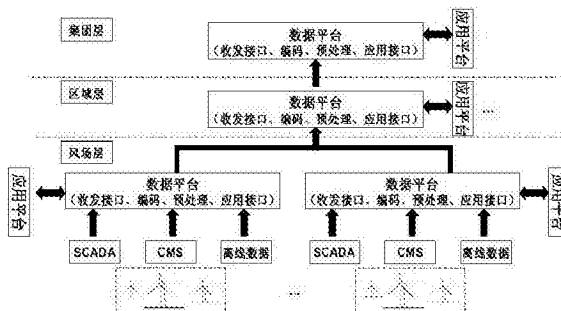 集团层
数据平台
(收发接口、编码、预处理、应用接口)
应用平台
区域层
数据平台
(收发接口、编码、预处理、应用接口)
应用平台
...
风场层
应用平台
数据平台
(收发接口、编码、预处理、应用接口)
数据平台
(收发接口、编码、预处理、应用接口)
应用平台
SCADA
CMS
离线数据
SCADA
CMS
离线数据
...